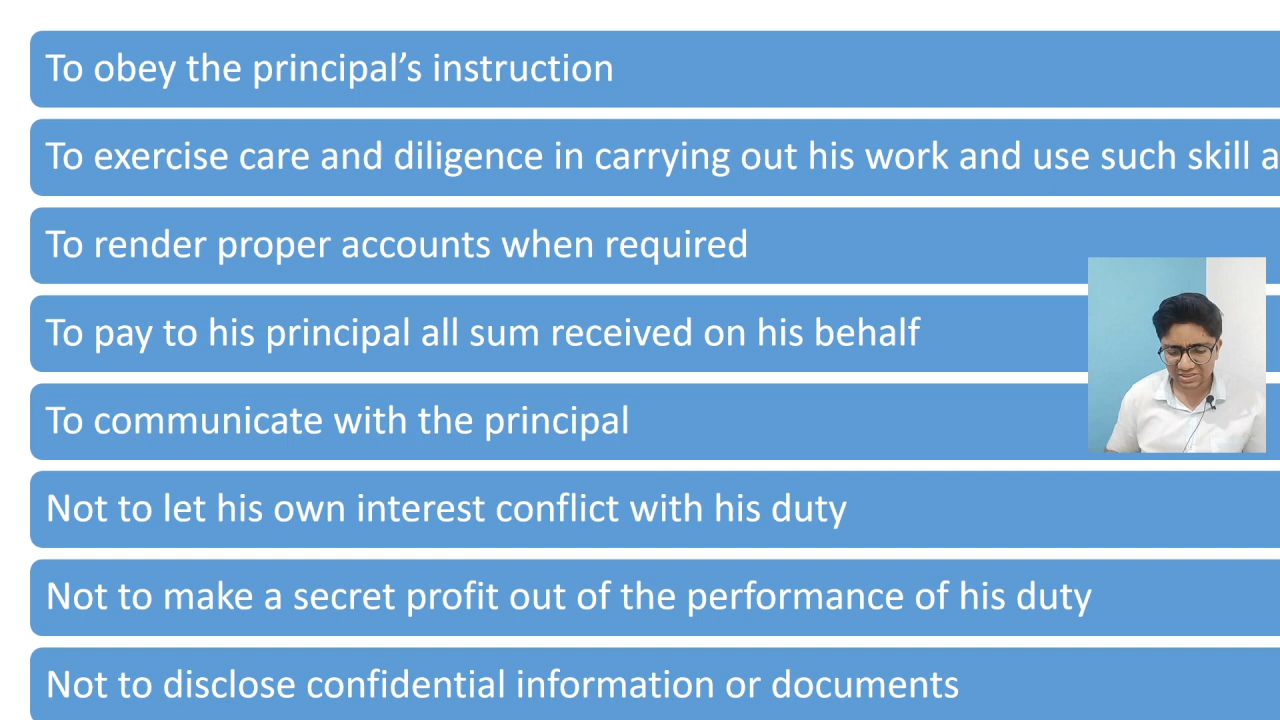 To obey the principal’s instruction
To exercise care and diligence in carrying out his work and use such skill
To render proper accounts when required
To pay to his principal all sum received on his behalf
To communicate with the principal
Not to let his own interest conflict with his duty
Not to make a secret profit out of the performance of his duty
Not to disclose confidential information or documents